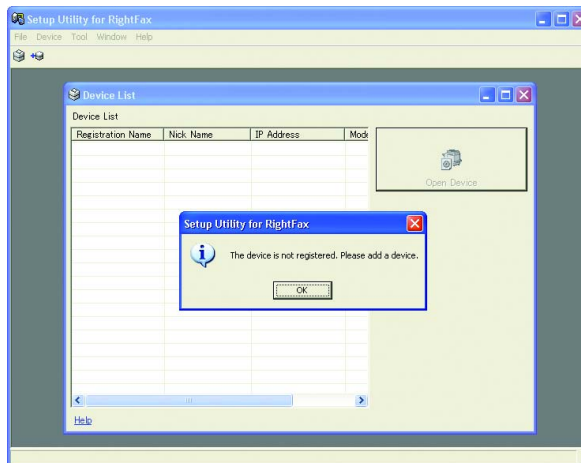 Setup Utility for RightFax
File Device Tool Window Help
Device List
Device List
Registration Name Nick Name IP Address Mode
Open Device
Setup Utility for RightFax
The device is not registered. Please add a device.
OK
Help